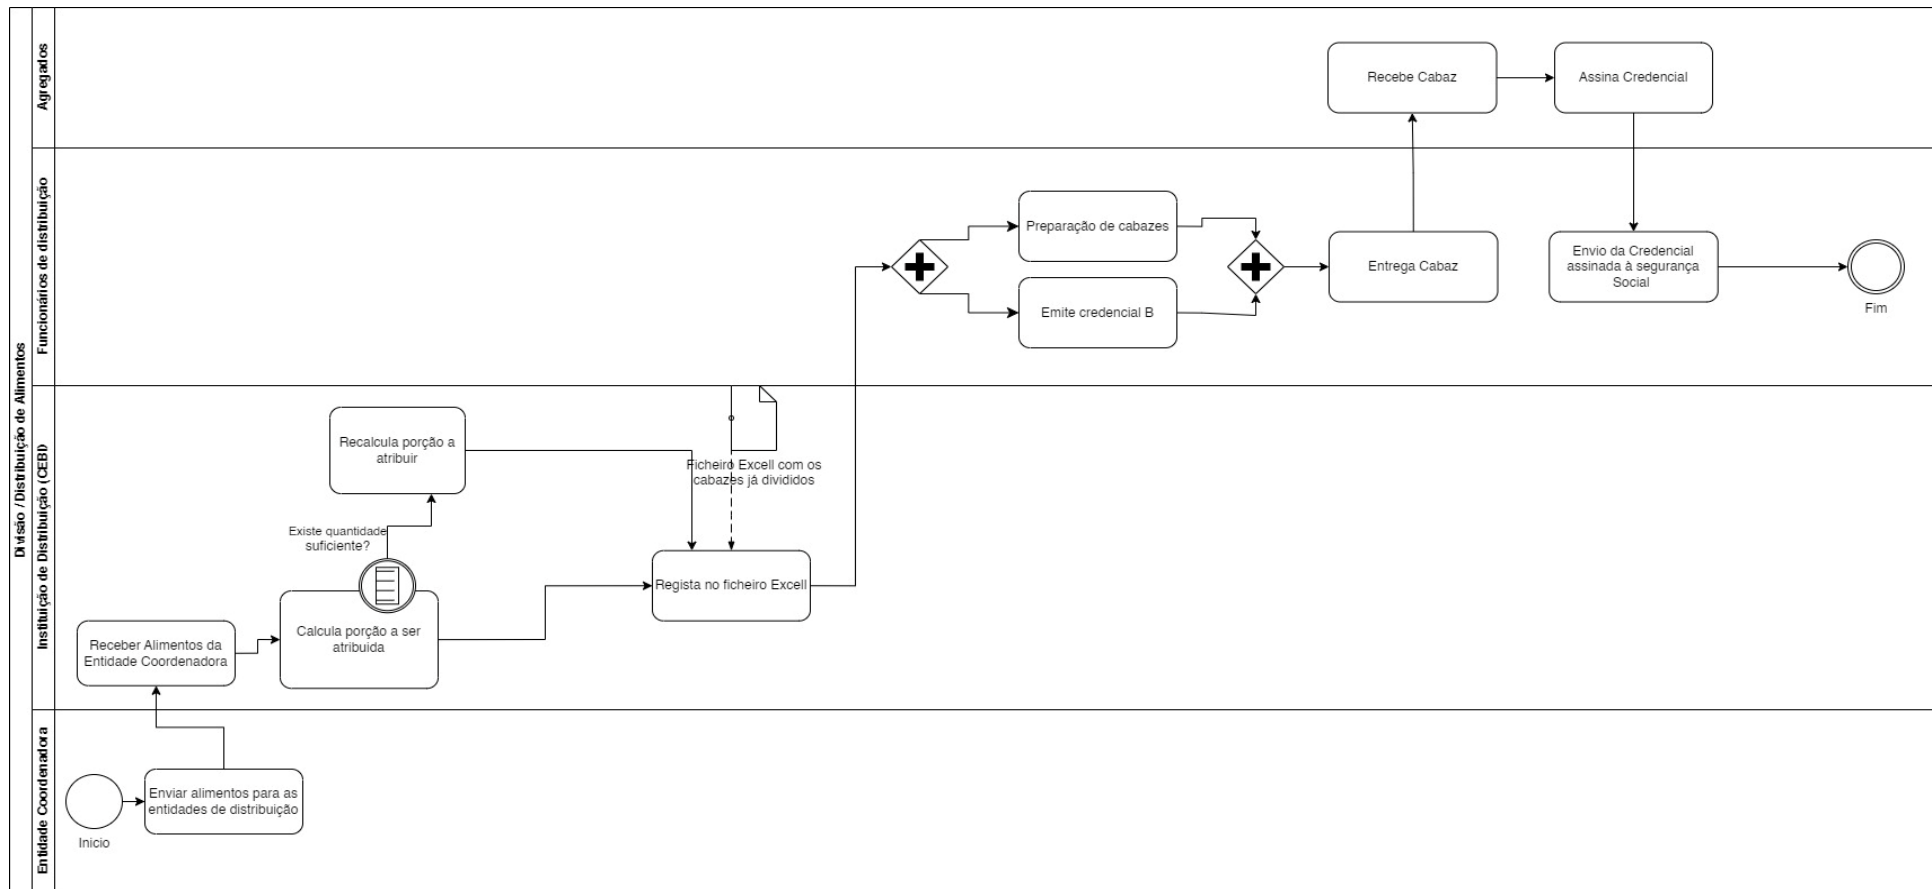 Divisão / Distribuição de Alimentos
Agregados
Recebe Cabaz
Assina Credencial
Funcionários de distribuição
Preparação de cabazes
Emite credencial B
Entrega Cabaz
Envio da Credencial
assinada à segurança
Social
Fim
Instituição de Distribuição (CEBI)
Recalcula porção a
atribuir
Ficheiro Excell com os
cabazes já divididos
Existe quantidade
suficiente?
Regista no ficheiro Excell
Calcula porção a ser
atribuida
Receber Alimentos da
Entidade Coordenadora
Entidade Coordenadora
Inicio
Enviar alimentos para as
entidades de distribuição